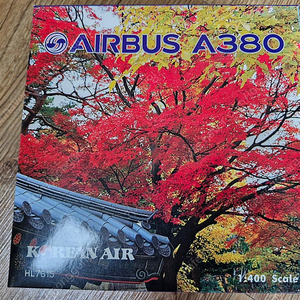 AIRBUS A380
KOREAN AIR
HL7615
1:400 Scale